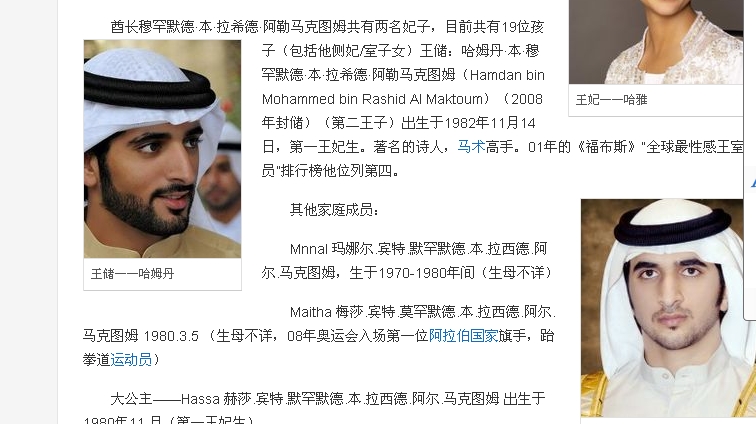 酋长穆罕默德·本·拉希德·阿勒马克图姆共有两名妃子，目前共有19位孩
子（包括他侧妃/室子女）王储：哈姆丹·本·穆
罕默德·本·拉希德·阿勒马克图姆（Hamdan bin
Mohammed bin Rashid Al Maktoum）（2008
年封储）（第二王子）出生于1982年11月14
日，第一王妃生。著名的诗人，马术高手。01年的《福布斯》“全球最性感王室
员”排行榜他位列第四。
王妃——哈雅
王储——哈姆丹
其他家庭成员：
Mnnal 玛娜尔.宾特.默罕默德.本.拉西德.阿
尔.马克图姆，生于1970-1980年间（生母不详）
Maitha 梅莎.宾特.莫罕默德.本.拉西德.阿尔.
马克图姆 1980.3.5 （生母不详，08年奥运会入场第一位阿拉伯国家旗手，跆
拳道运动员）
大公主——Hassa 赫莎.宾特.默罕默德.本.拉西德.阿尔.马克图姆 出生于
1980年11 月（第一王妃生）